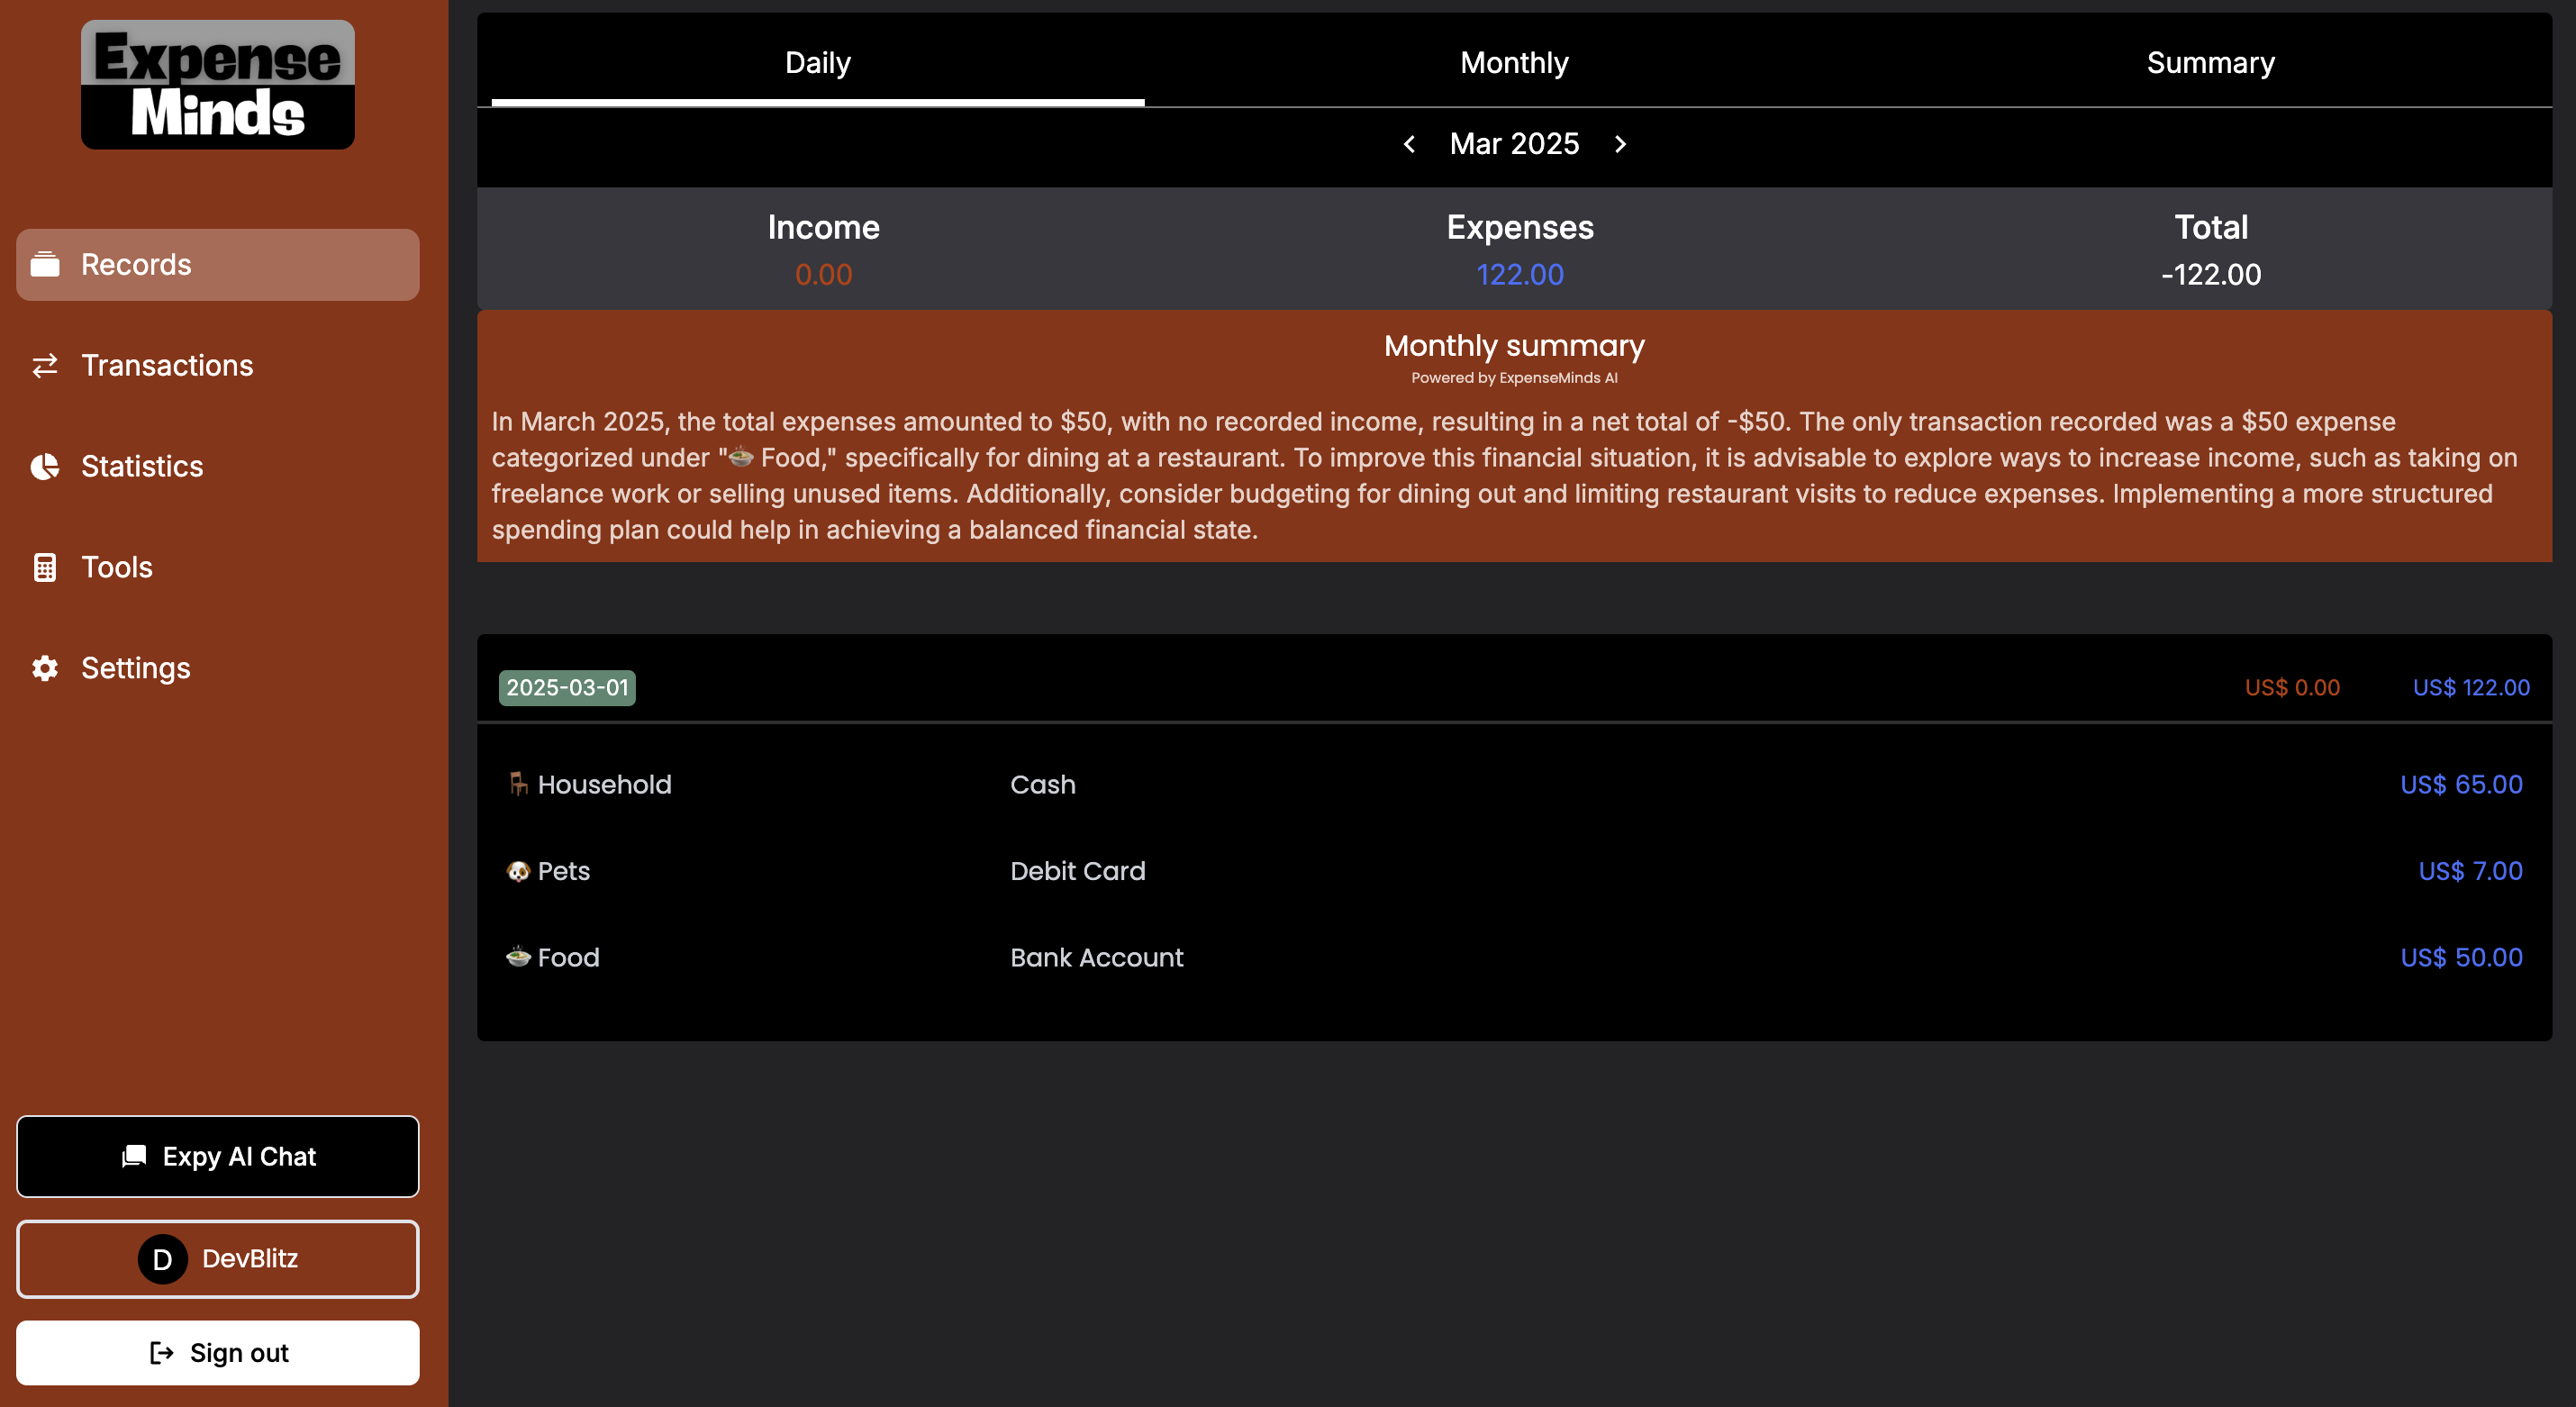 Expense
Minds
Records
Transactions
Statistics
Tools
Settings
Expy AI Chat
D DevBlitz
Sign out
Daily Monthly Summary
Mar 2025
Income Expenses Total
0.00 122.00 -122.00
Monthly summary
Powered by ExpenseMinds AI
In March 2025, the total expenses amounted to $50, with no recorded income, resulting in a net total of -$50. The only transaction recorded was a $50 expense
categorized under "🍲 Food," specifically for dining at a restaurant. To improve this financial situation, it is advisable to explore ways to increase income, such as taking on
freelance work or selling unused items. Additionally, consider budgeting for dining out and limiting restaurant visits to reduce expenses. Implementing a more structured
spending plan could help in achieving a balanced financial state.
2025-03-01 US$ 0.00 US$ 122.00
🪑 Household Cash US$ 65.00
🐶 Pets Debit Card US$ 7.00
🍲 Food Bank Account US$ 50.00